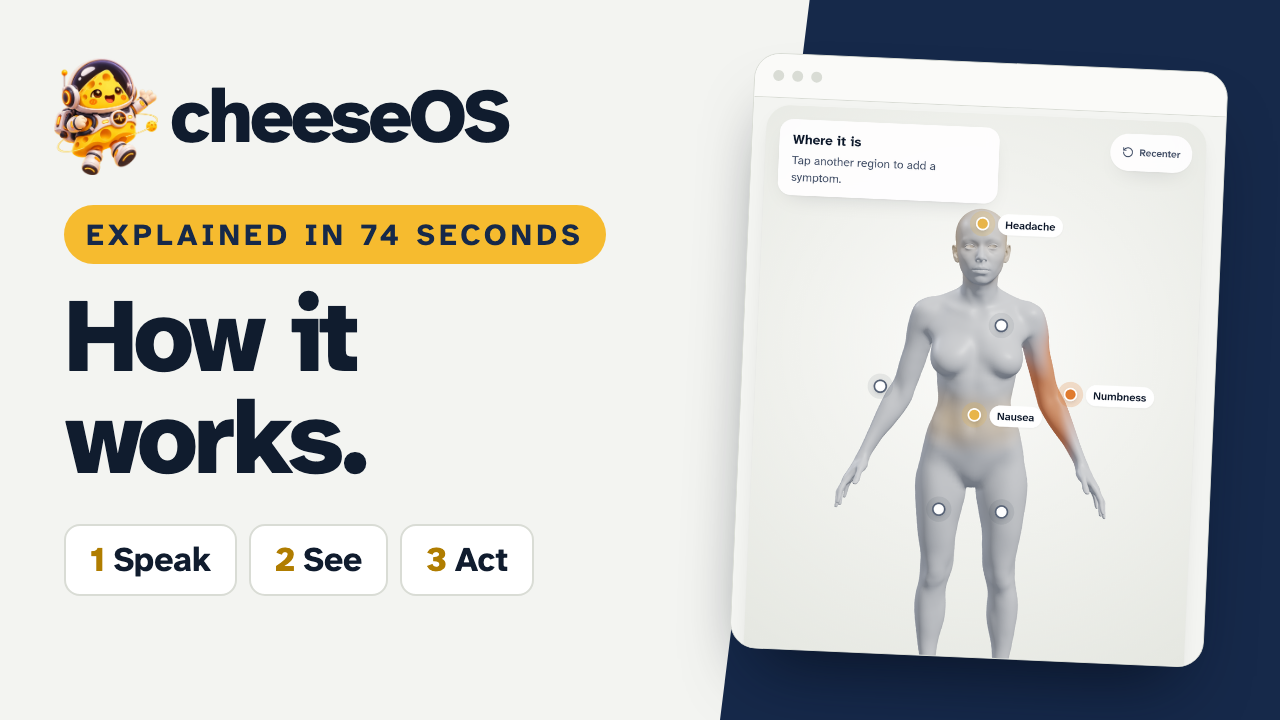 cheeseOS
EXPLAINED IN 74 SECONDS
How it
works.
1 Speak
2 See
3 Act
Where it is
Tap another region to add a
symptom.
Recenter
Headache
Numbness
Nausea